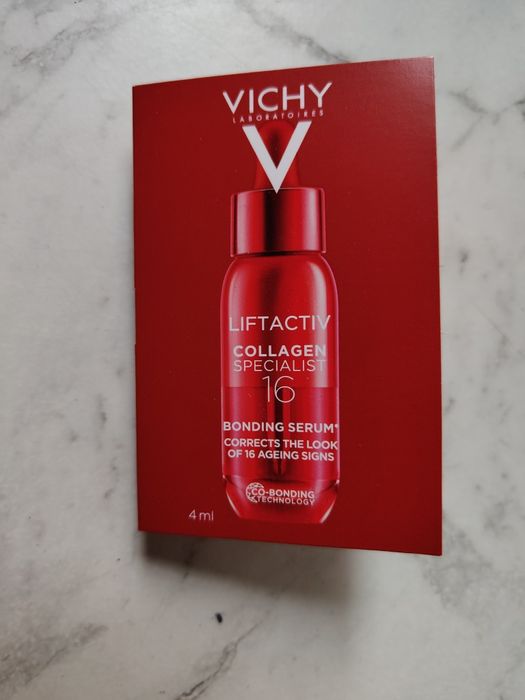 VICHY
LABORATOIRES
LIFTACTIV
COLLAGEN
SPECIALIST
16
BONDING SERUM*
CORRECTS THE LOOK
OF 16 AGEING SIGNS
CO-BONDING
TECHNOLOGY
4 ml